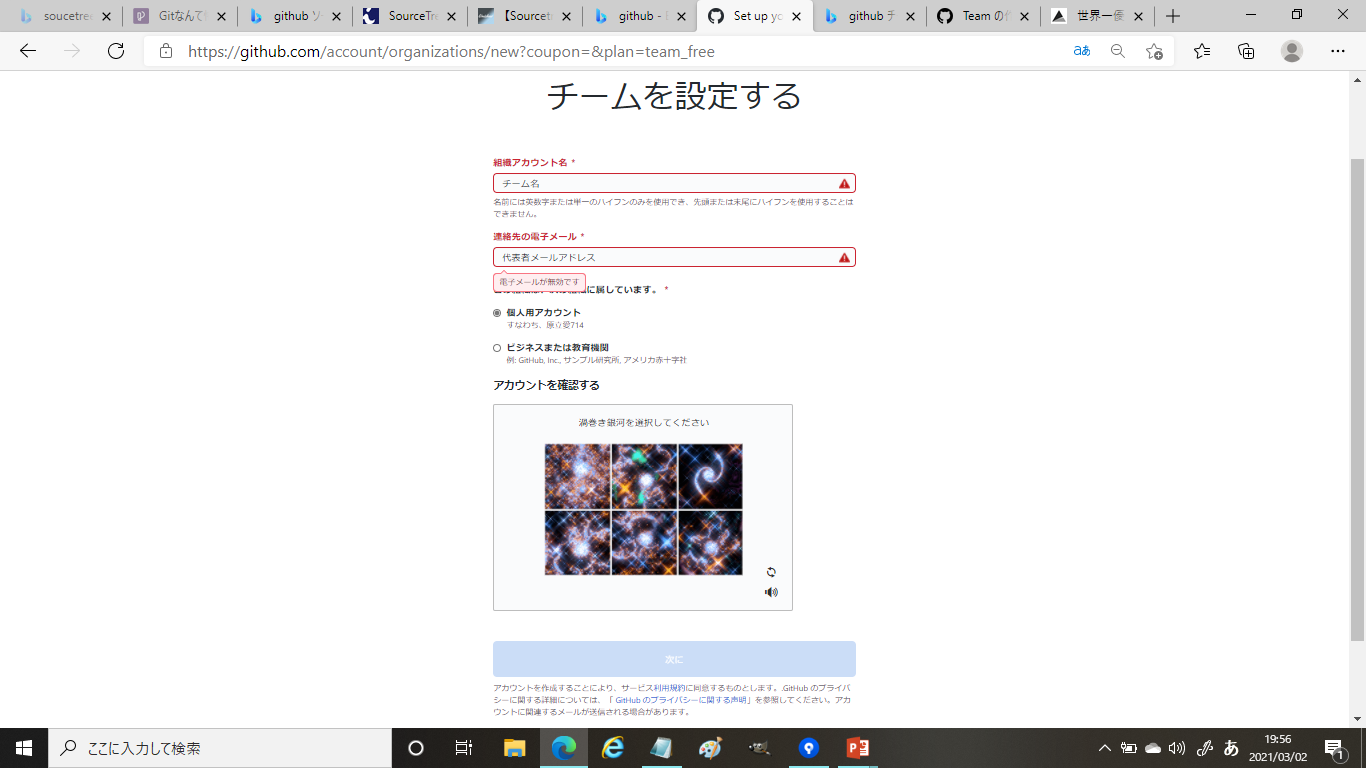 soucetree
Gitなんて
github ソ
SourceTre
【Sourcetr
github - E
Set up yo
github チ
Team の作
世界一優
https://github.com/account/organizations/new?coupon=&plan=team_free
チームを設定する
組織アカウント名 *
チーム名
名前には英数字または単一のハイフンのみを使用でき、先頭または末尾にハイフンを使用することは
できません。
連絡先の電子メール *
代表者メールアドレス
電子メールが無効です
に属しています。 *
個人用アカウント
すなわち、原立愛714
ビジネスまたは教育機関
例: GitHub, Inc., サンプル研究所, アメリカ赤十字社
アカウントを確認する
渦巻き銀河を選択してください
次に
アカウントを作成することにより、サービス利用規約に同意するものとします。.GitHub のプライバ
シーに関する詳細については、「 GitHub のプライバシーに関する声明」を参照してください。アカ
ウントに関連するメールが送信される場合があります。
ここに入力して検索
あ
19:56
2021/03/02
1